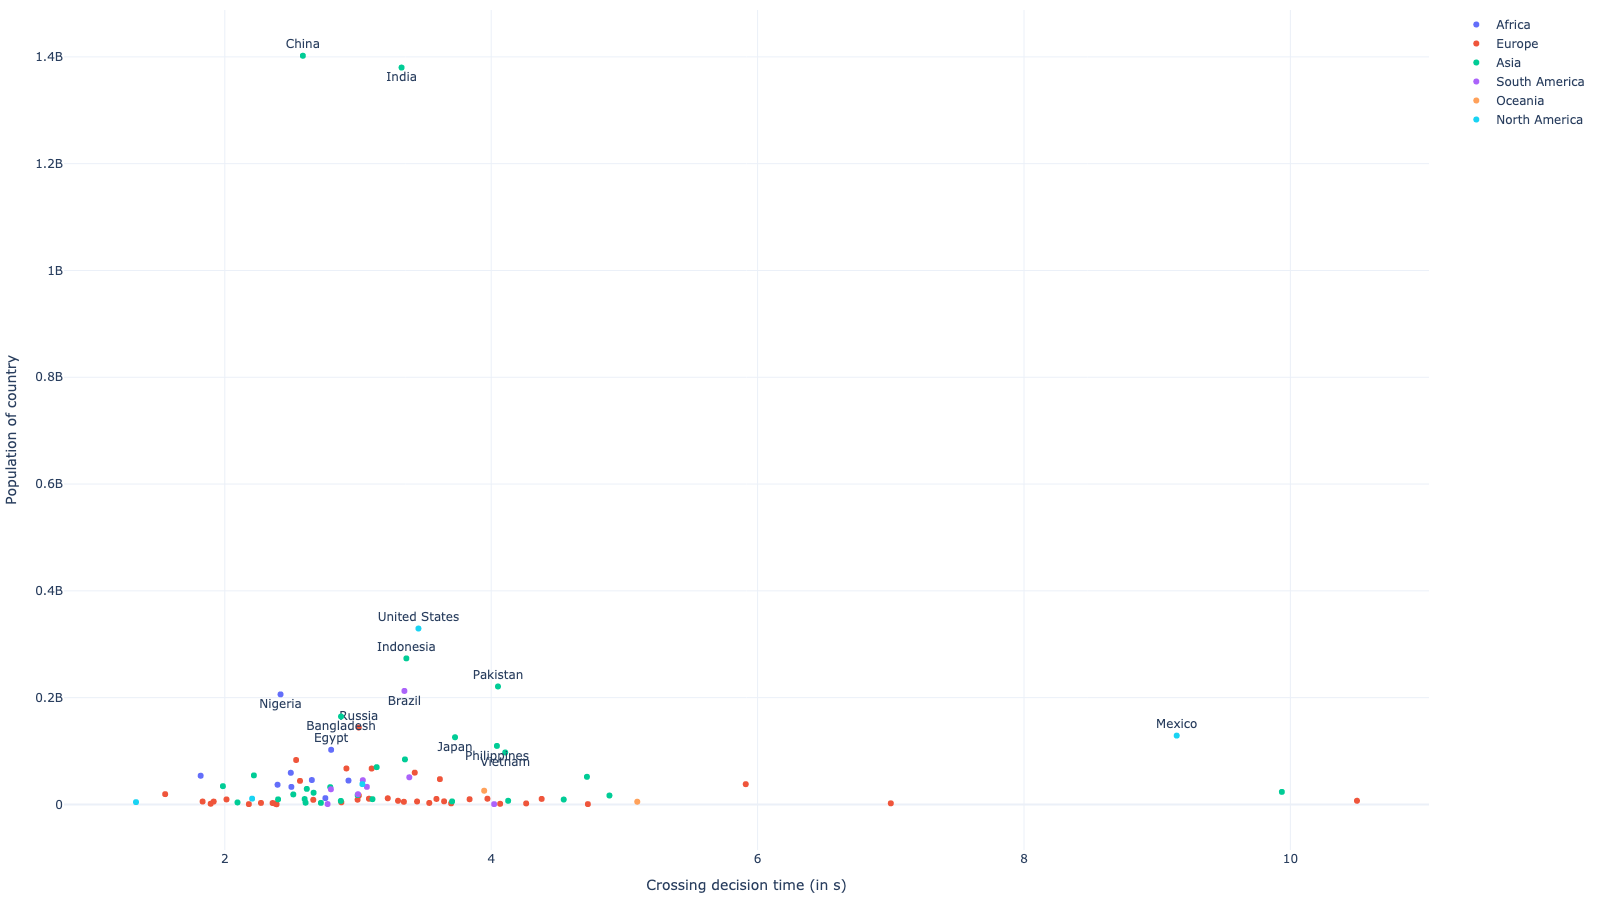 China
India
1.4B
1.2B
1B
0.8B
0.6B
0.4B
0.2B
0
Population of country
United States
Indonesia
Pakistan
Nigeria
Brazil
Russia
Bangladesh
Egypt
Japan
Philippines
Vietnam
Mexico
2
4
6
8
10
Crossing decision time (in s)
Africa
Europe
Asia
South America
Oceania
North America